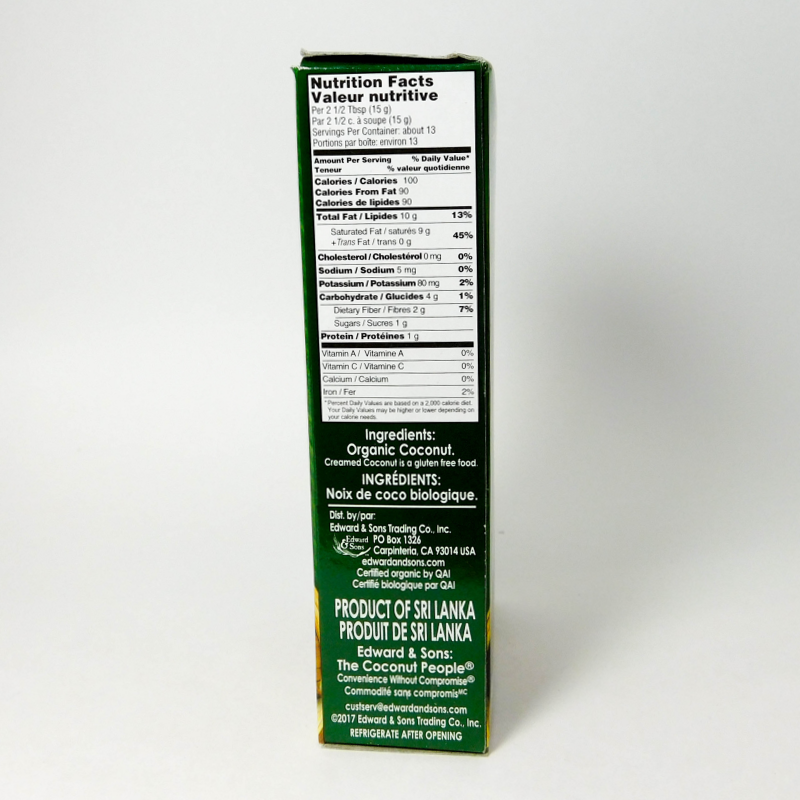 Nutrition Facts
Valeur nutritive
Per 2 1/2 Tbsp (15 g)
Par 2 1/2 c. à soupe (15 g)
Servings Per Container: about 13
Portions par boîte: environ 13
Amount Per Serving % Daily Value*
Teneur % valeur quotidienne
Calories / Calories 100
Calories From Fat 90
Calories de lipides 90
Total Fat / Lipides 10 g 13%
Saturated Fat / saturés 9 g
+Trans Fat / trans 0 g 45%
Cholesterol / Cholestérol 0 mg 0%
Sodium / Sodium 5 mg 0%
Potassium / Potassium 80 mg 2%
Carbohydrate / Glucides 4 g 1%
Dietary Fiber / Fibres 2 g 7%
Sugars / Sucres 1 g
Protein / Protéines 1 g
Vitamin A / Vitamine A 0%
Vitamin C / Vitamine C 0%
Calcium / Calcium 0%
Iron / Fer 2%
*Percent Daily Values are based on a 2,000 calorie diet.
Your Daily Values may be higher or lower depending on
your calorie needs.
Ingredients:
Organic Coconut.
Creamed Coconut is a gluten free food.
INGRÉDIENTS:
Noix de coco biologique.
Dist. by/par:
Edward & Sons Trading Co., Inc.
Edward & Sons
PO Box 1326
Carpinteria, CA 93014 USA
edwardandsons.com
Certified organic by QAI
Certifié biologique par QAI
PRODUCT OF SRI LANKA
PRODUIT DE SRI LANKA
Edward & Sons:
The Coconut People®
Convenience Without Compromise®
Commodité sans compromis MC
custserv@edwardandsons.com
©2017 Edward & Sons Trading Co., Inc.
REFRIGERATE AFTER OPENING